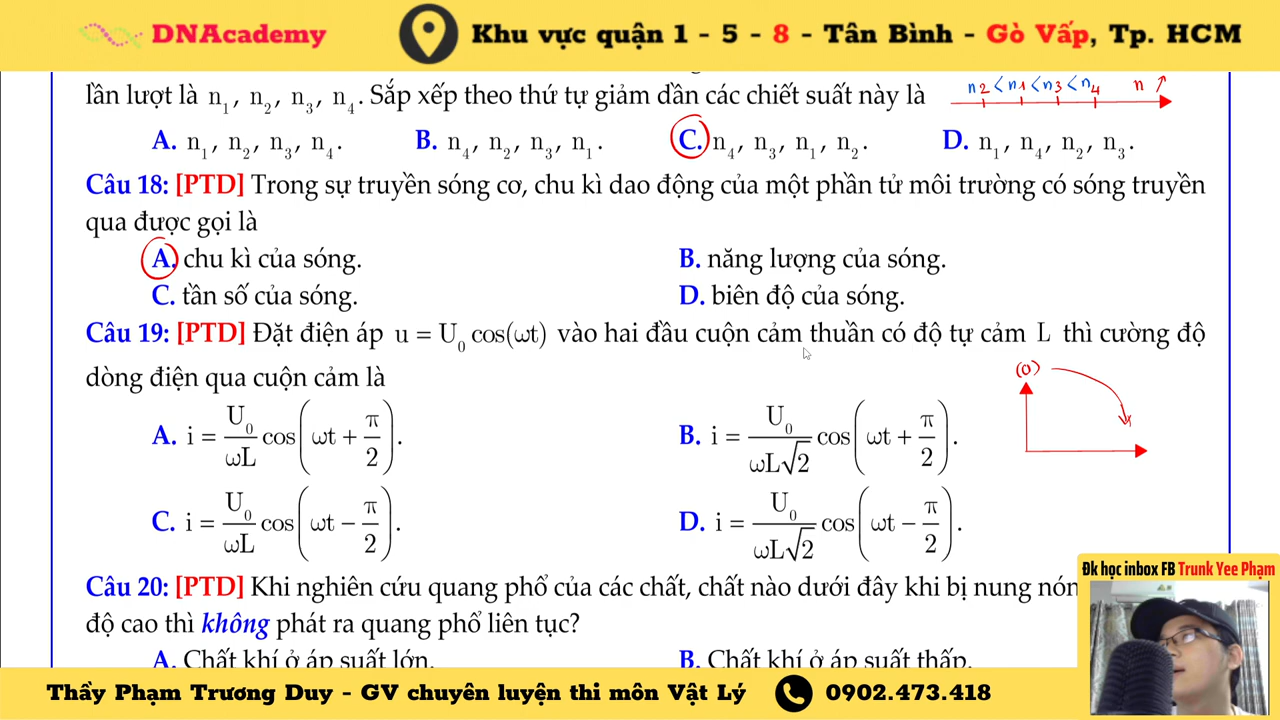 DNAcademy Khu vực quận 1 - 5 - 8 - Tân Bình - Gò Vấp, Tp. HCM
lần lượt là n₁, n₂, n₃, n₄. Sắp xếp theo thứ tự giảm dần các chiết suất này là
n2 < n1 < n3 < n4 n
A. n₁, n₂, n₃, n₄. B. n₄, n₂, n₃, n₁. C. n₄, n₃, n₁, n₂. D. n₁, n₄, n₂, n₃.
Câu 18: [PTD] Trong sự truyền sóng cơ, chu kì dao động của một phần tử môi trường có sóng truyền
qua được gọi là
A. chu kì của sóng. B. năng lượng của sóng.
C. tần số của sóng. D. biên độ của sóng.
Câu 19: [PTD] Đặt điện áp u = U₀ cos(ωt) vào hai đầu cuộn cảm thuần có độ tự cảm L thì cường độ
dòng điện qua cuộn cảm là
(0)
A. i = U₀/ωL cos(ωt + π/2). B. i = U₀/ωL√2 cos(ωt + π/2).
C. i = U₀/ωL cos(ωt − π/2). D. i = U₀/ωL√2 cos(ωt − π/2).
Câu 20: [PTD] Khi nghiên cứu quang phổ của các chất, chất nào dưới đây khi bị nung nón
độ cao thì không phát ra quang phổ liên tục?
A. Chất khí ở áp suất lớn. B. Chất khí ở áp suất thấp.
Đk học inbox FB Trunk Yee Phạm
Thầy Phạm Trương Duy - GV chuyên luyện thi môn Vật Lý 0902.473.418